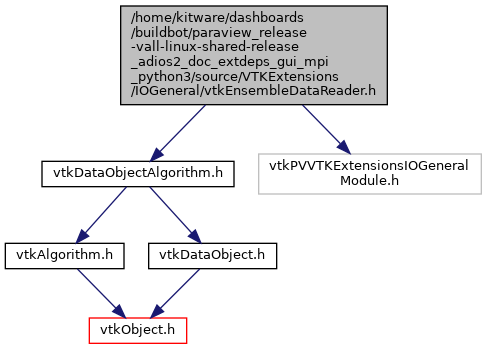 /home/kitware/dashboards
/buildbot/paraview_release
-vall-linux-shared-release
_adios2_doc_extdeps_gui_mpi
_python3/source/VTKExtensions
/IOGeneral/vtkEnsembleDataReader.h
vtkDataObjectAlgorithm.h
vtkPVVTKExtensionsIOGeneral
Module.h
vtkAlgorithm.h
vtkDataObject.h
vtkObject.h